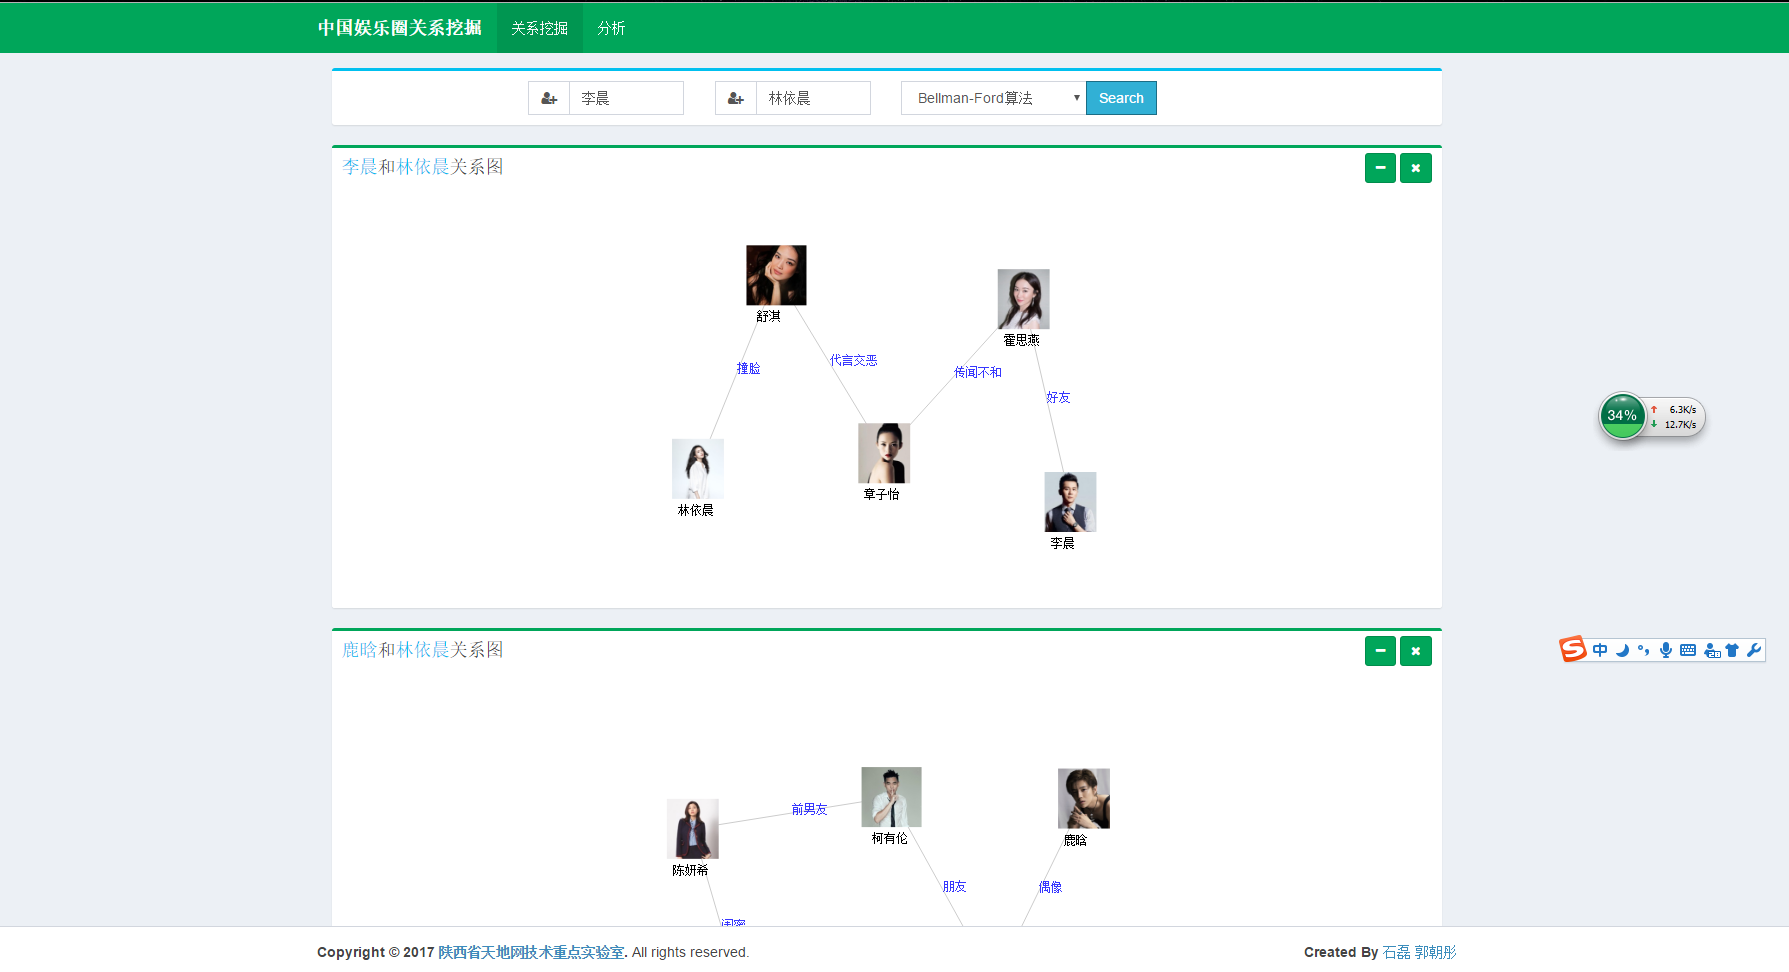 中国娱乐圈关系挖掘 关系挖掘 分析
李晨 林依晨 Bellman-Ford算法 Search
李晨和林依晨关系图
舒淇
霍思燕
撞脸
代言交恶
传闻不和
好友
34% 6.3K/s
12.7K/s
章子怡
林依晨
李晨
鹿晗和林依晨关系图
中
前男友
柯有伦
鹿晗
陈妍希
朋友
偶像
闺密
Copyright © 2017 陕西省天地网技术重点实验室. All rights reserved. Created By 石磊 郭朝彤